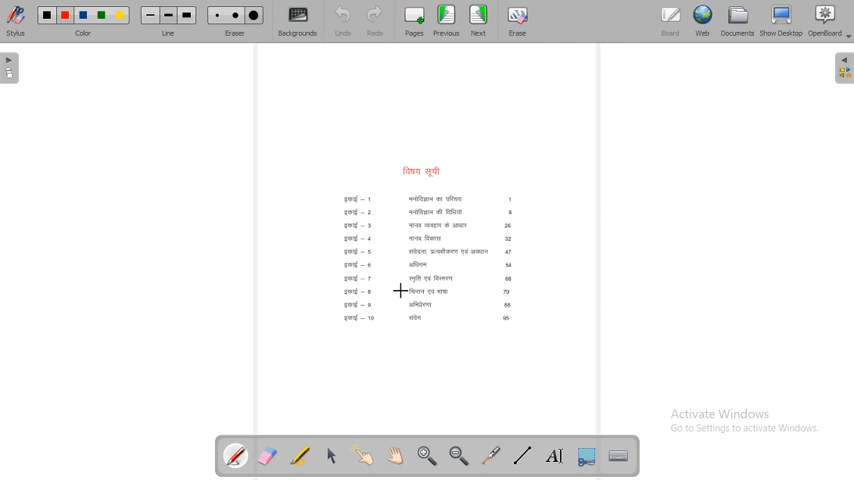 Stylus
Color
Line
Eraser
Backgrounds
Undo
Redo
Pages
Previous
Next
Erase
Board
Web
Documents
Show Desktop
OpenBoard
विषय सूची
इकाई – 1 मनोविज्ञान का परिचय 1
इकाई – 2 मनोविज्ञान की विधियाँ 8
इकाई – 3 मानव व्यवहार के आधार 26
इकाई – 4 मानव विकास 32
इकाई – 5 संवेदना, प्रत्यक्षीकरण एवं अवधान 47
इकाई – 6 अधिगम 54
इकाई – 7 स्मृति एवं विस्मरण 68
इकाई – 8 चिन्तन एवं भाषा 79
इकाई – 9 अभिप्रेरणा 88
इकाई – 10 संवेग 95
Activate Windows
Go to Settings to activate Windows.